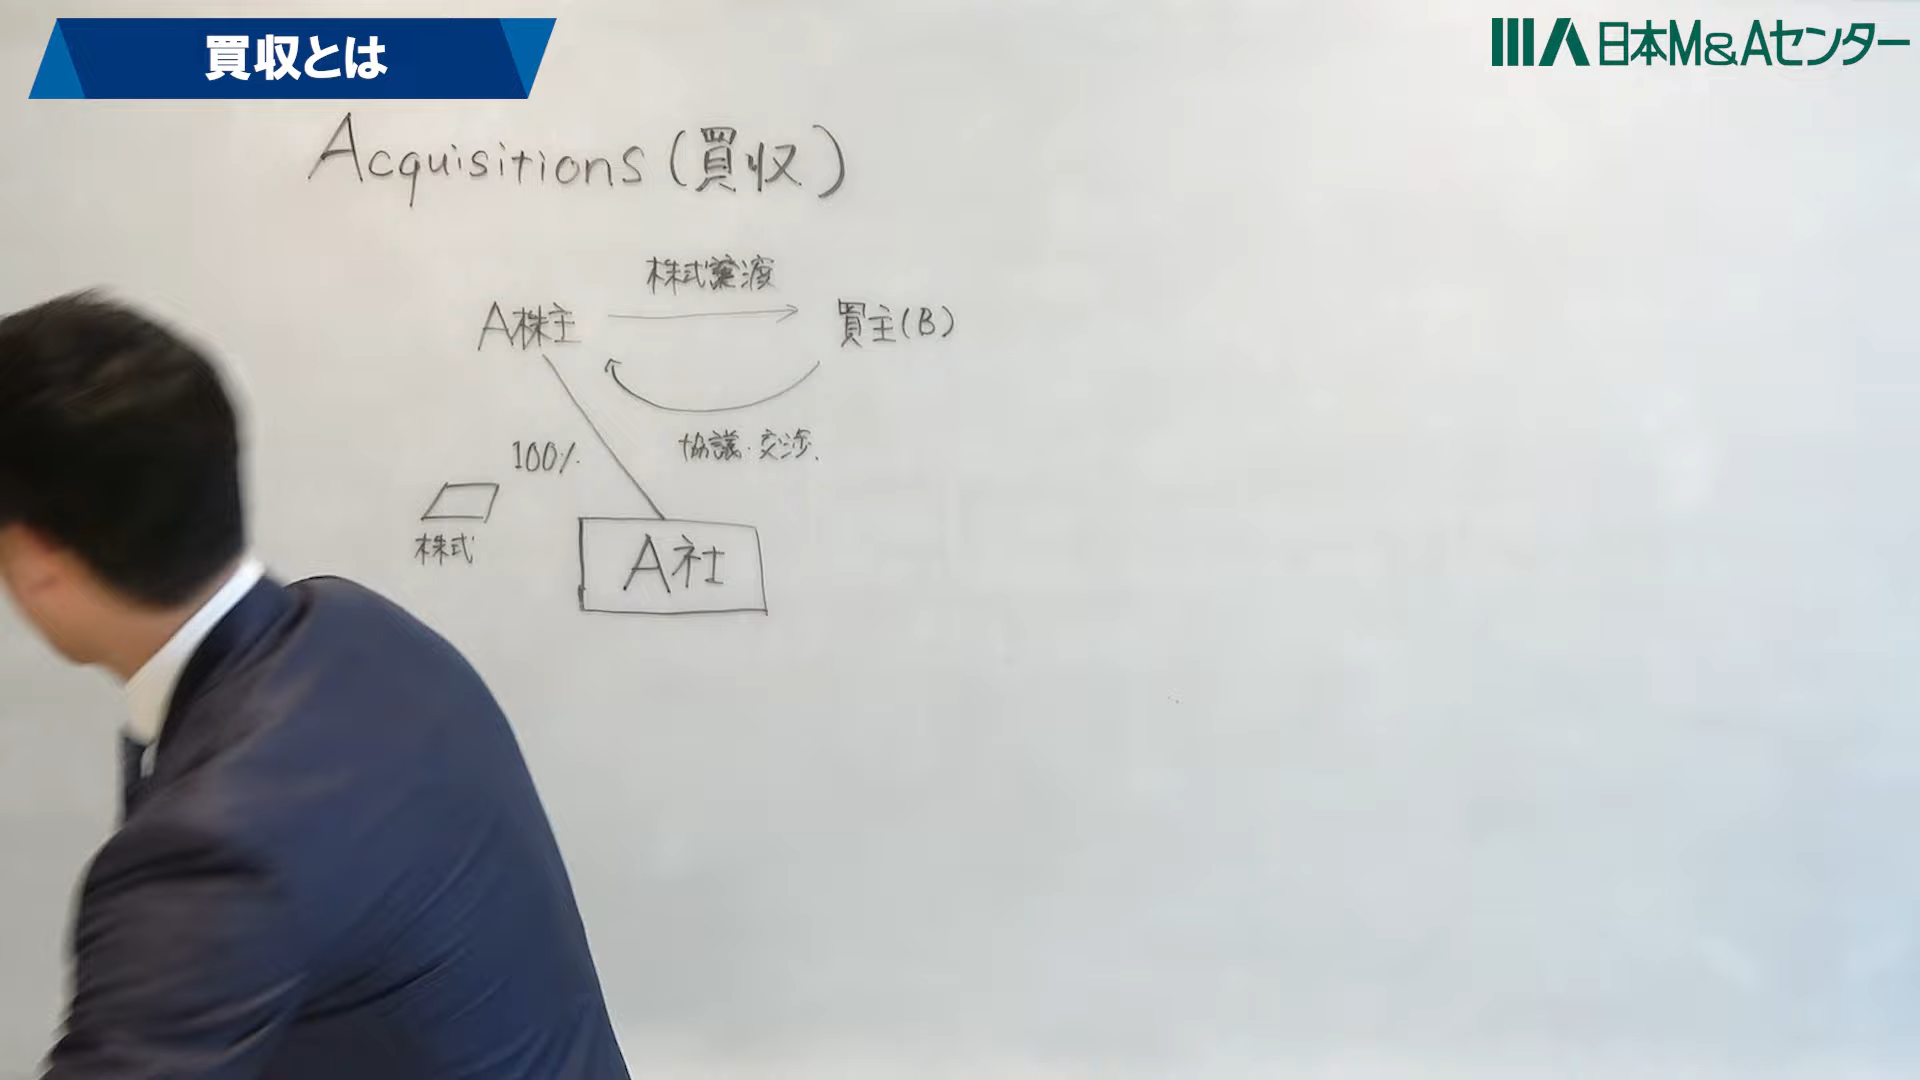 買収とは
日本M&Aセンター
Acquisitions(買収)
株式譲渡
A株主
買主(B)
100%
協議・交渉
株式
A社